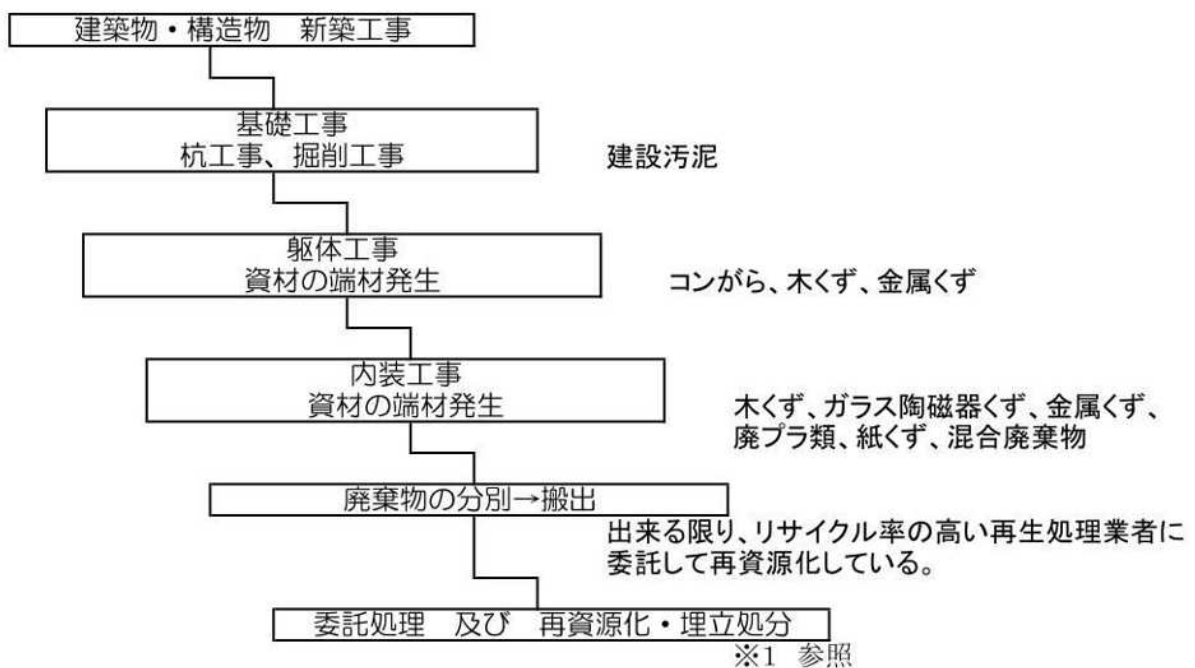 建築物・構造物　新築工事
基礎工事
杭工事、掘削工事
建設汚泥
躯体工事
資材の端材発生
コンがら、木くず、金属くず
内装工事
資材の端材発生
木くず、ガラス陶磁器くず、金属くず、
廃プラ類、紙くず、混合廃棄物
廃棄物の分別→搬出
出来る限り、リサイクル率の高い再生処理業者に
委託して再資源化している。
委託処理　及び　再資源化・埋立処分
※1　参照